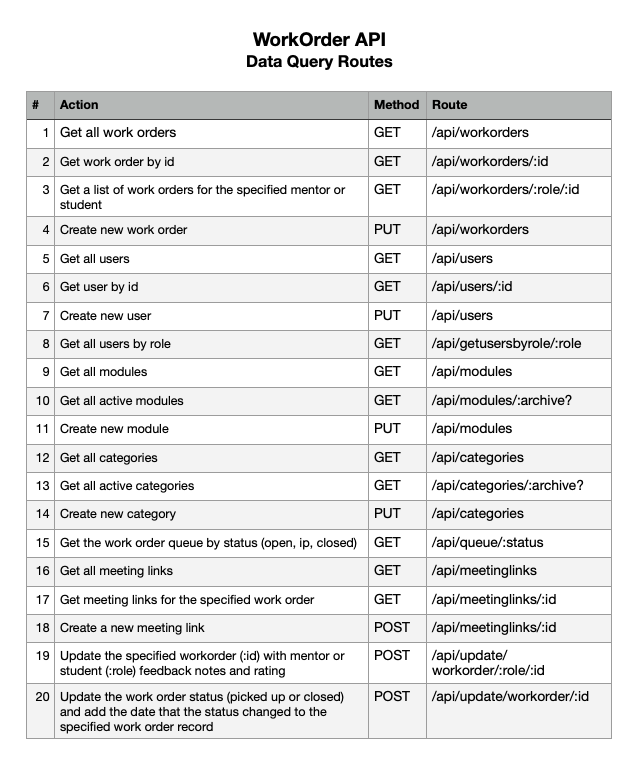 WorkOrder API
Data Query Routes
# Action Method Route
1 Get all work orders GET /api/workorders
2 Get work order by id GET /api/workorders/:id
3 Get a list of work orders for the specified mentor or GET /api/workorders/:role/:id
student
4 Create new work order PUT /api/workorders
5 Get all users GET /api/users
6 Get user by id GET /api/users/:id
7 Create new user PUT /api/users
8 Get all users by role GET /api/getusersbyrole/:role
9 Get all modules GET /api/modules
10 Get all active modules GET /api/modules/:archive?
11 Create new module PUT /api/modules
12 Get all categories GET /api/categories
13 Get all active categories GET /api/categories/:archive?
14 Create new category PUT /api/categories
15 Get the work order queue by status (open, ip, closed) GET /api/queue/:status
16 Get all meeting links GET /api/meetinglinks
17 Get meeting links for the specified work order GET /api/meetinglinks/:id
18 Create a new meeting link POST /api/meetinglinks/:id
19 Update the specified workorder (:id) with mentor or POST /api/update/
student (:role) feedback notes and rating workorder/:role/:id
20 Update the work order status (picked up or closed) POST /api/update/workorder/:id
and add the date that the status changed to the
specified work order record